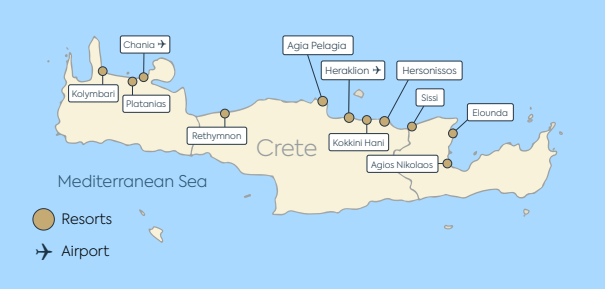 Chania
Agia Pelagia
Heraklion
Hersonissos
Kolymbari
Platanias
Sissi
Elounda
Rethymnon
Kokkini Hani
Crete
Agios Nikolaos
Mediterranean Sea
Resorts
Airport